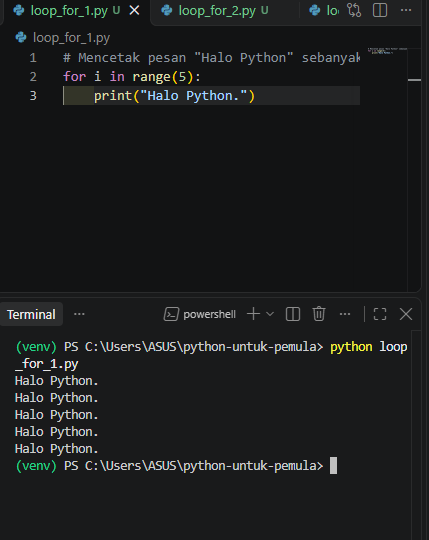 loop_for_1.py U loop_for_2.py U lo
loop_for_1.py
1 # Mencetak pesan "Halo Python" sebanyak
2 for i in range(5):
3 print("Halo Python.")
Terminal powershell
(venv) PS C:\Users\ASUS\python-untuk-pemula> python loop
_for_1.py
Halo Python.
Halo Python.
Halo Python.
Halo Python.
Halo Python.
(venv) PS C:\Users\ASUS\python-untuk-pemula>